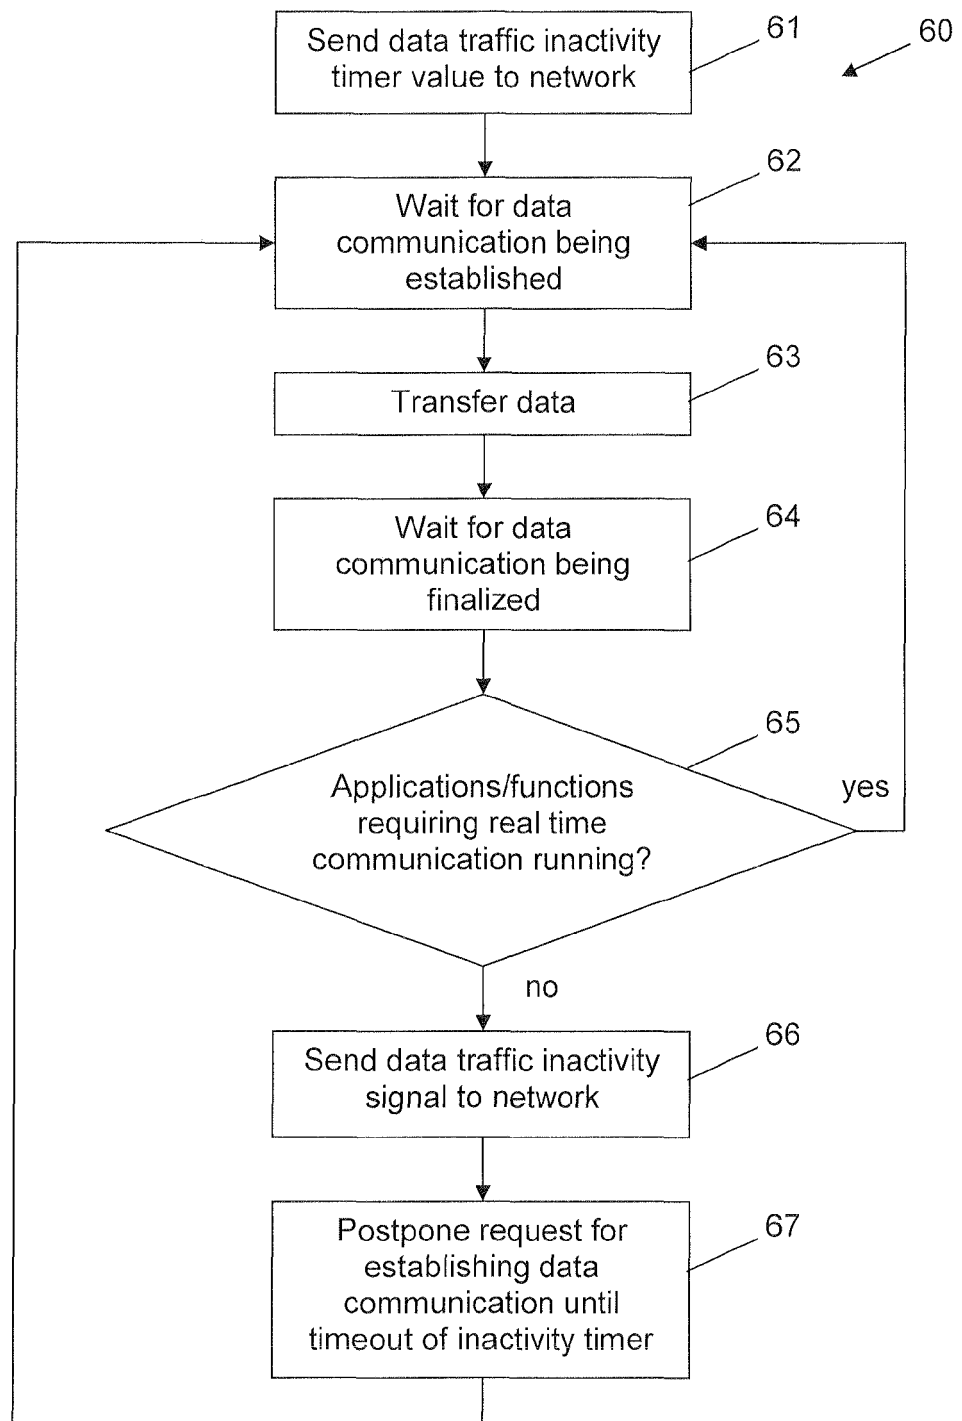 61
60
Send data traffic inactivity
timer value to network
62
Wait for data
communication being
established
63
Transfer data
64
Wait for data
communication being
finalized
65
Applications/functions
requiring real time
communication running?
yes
no
66
Send data traffic inactivity
signal to network
67
Postpone request for
establishing data
communication until
timeout of inactivity timer